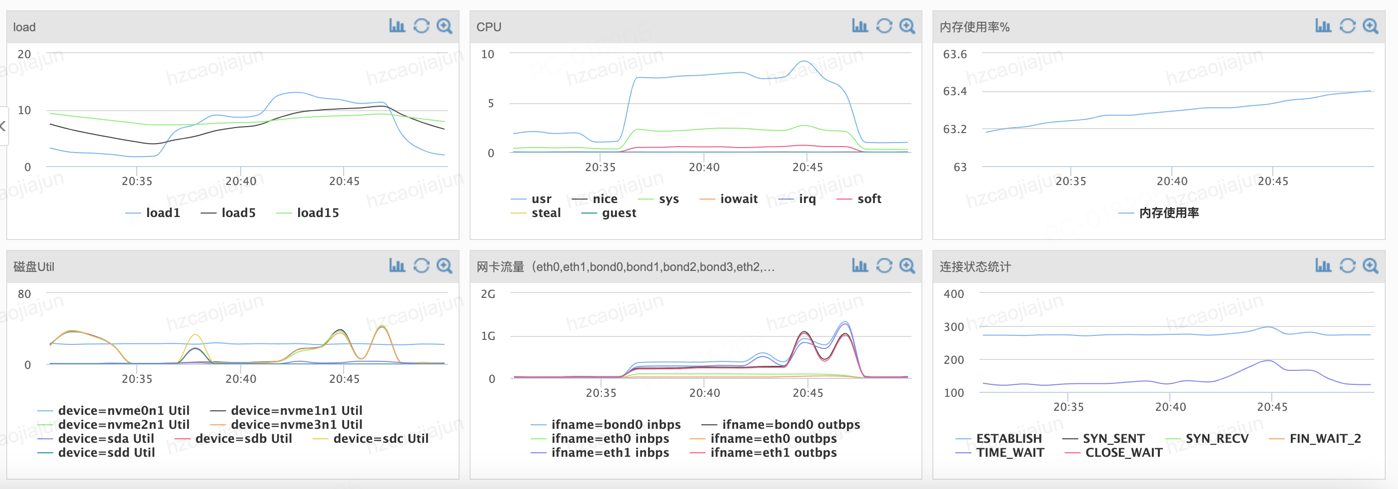 load
20
10
0
20:35 20:40 20:45
load1 load5 load15
CPU
10
5
0
20:35 20:40 20:45
usr nice sys iowait irq soft
steal guest
内存使用率%
63.6
63.4
63.2
63
20:35 20:40 20:45
内存使用率
磁盘Util
80
40
0
20:35 20:40 20:45
device=nvme0n1 Util device=nvme1n1 Util
device=nvme2n1 Util device=nvme3n1 Util
device=sda Util device=sdb Util device=sdc Util
device=sdd Util
网卡流量（eth0,eth1,bond0,bond1,bond2,bond3,eth2,...
2G
1G
0
20:35 20:40 20:45
ifname=bond0 inbps ifname=bond0 outbps
ifname=eth0 inbps ifname=eth0 outbps
ifname=eth1 inbps ifname=eth1 outbps
连接状态统计
400
300
200
100
20:35 20:40 20:45
ESTABLISH SYN_SENT SYN_RECV FIN_WAIT_2
TIME_WAIT CLOSE_WAIT
hzcaojiajun